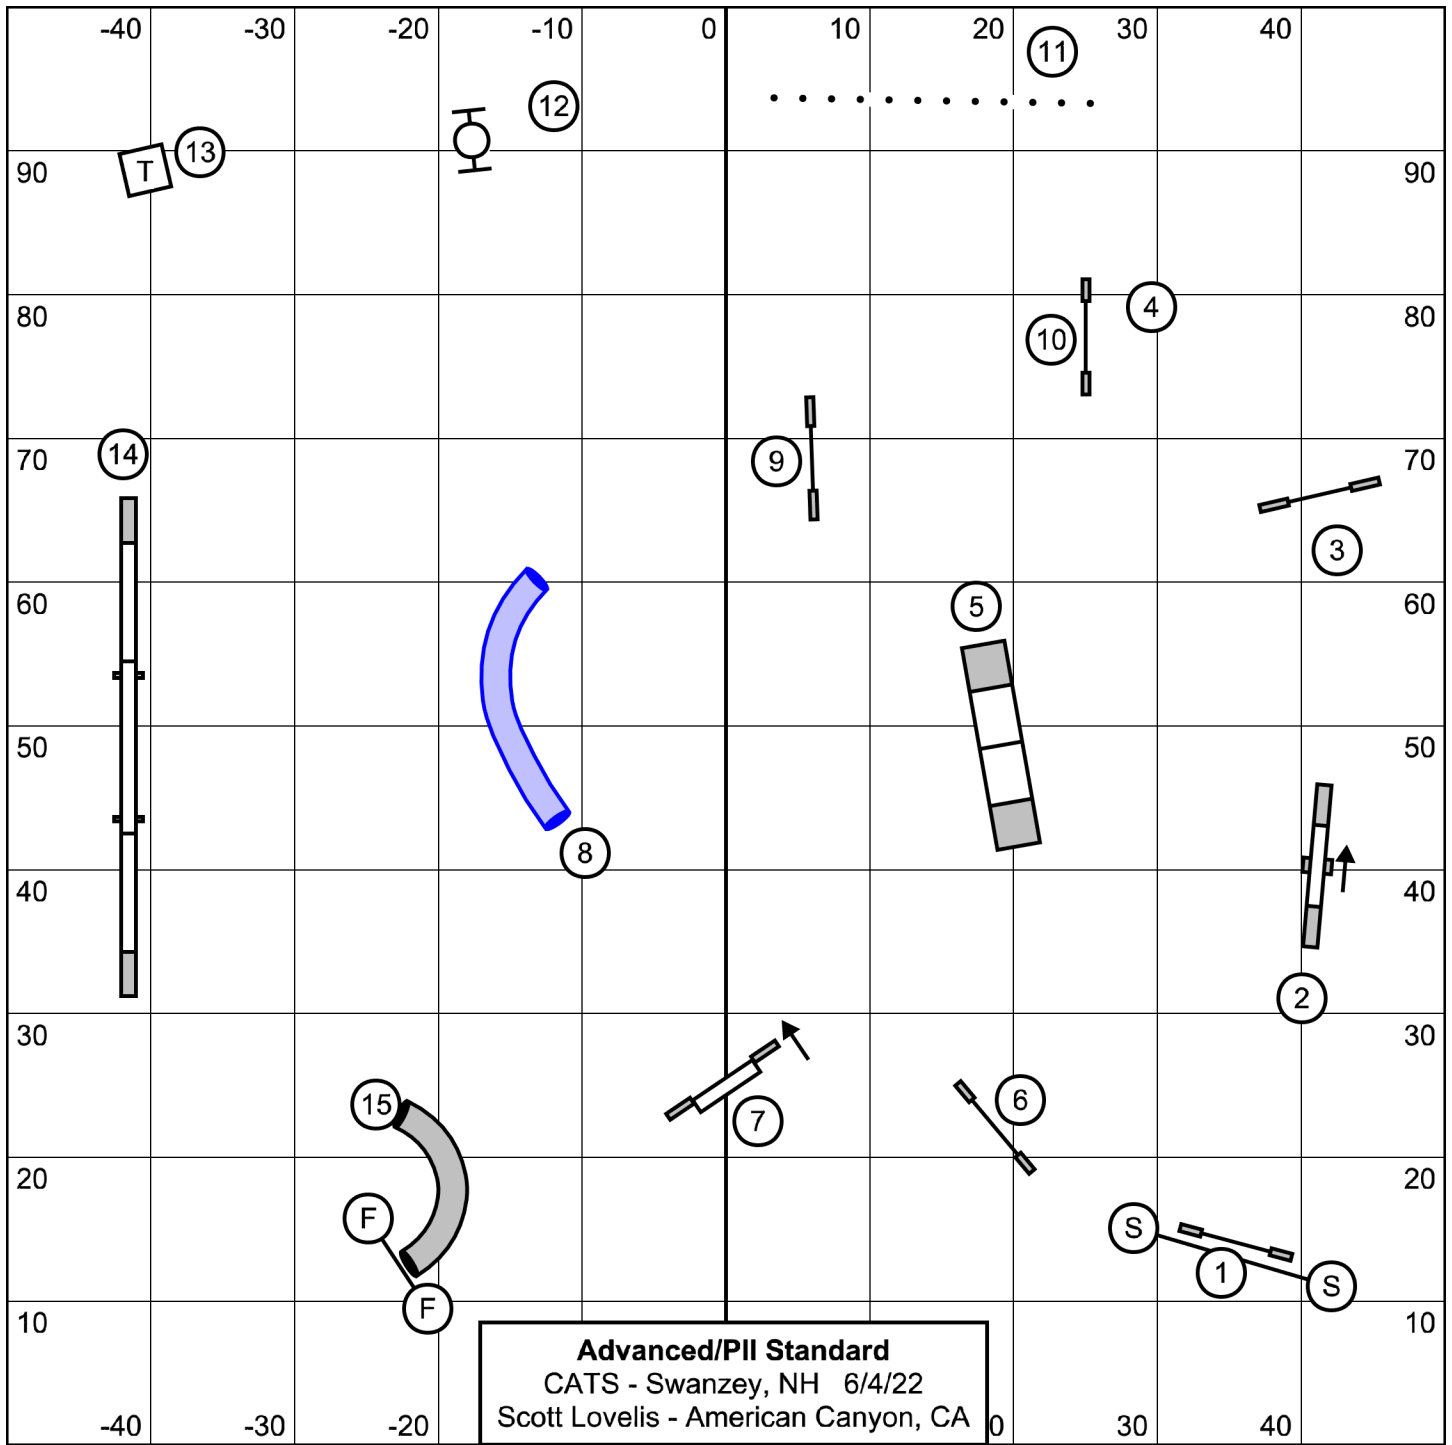 -40 -30 -20 -10 0 10 20 30 40
11
12
13
T
90 90
80 80
4
10
14
70 70
9
3
60 60
5
50 50
8
40 40
2
30 30
15
6
7
20 20
F
S
1
S
F
10 10
Advanced/PII Standard
CATS - Swanzey, NH 6/4/22
Scott Lovelis - American Canyon, CA
-40 -30 -20 0 30 40